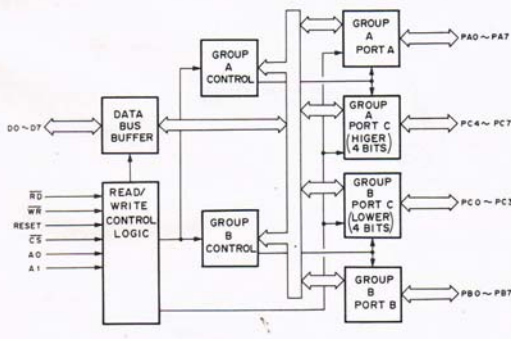 GROUP
A
PORT A
PA0~PA7
GROUP
A
CONTROL
GROUP
A
PORT C
(HIGER
4 BITS)
PC4~PC7
D0~D7
DATA
BUS
BUFFER
RD
WR
RESET
CS
A0
A1
READ/
WRITE
CONTROL
LOGIC
GROUP
B
CONTROL
GROUP
B
PORT C
(LOWER
4 BITS)
PC0~PC3
GROUP
B
PORT B
PB0~PB7